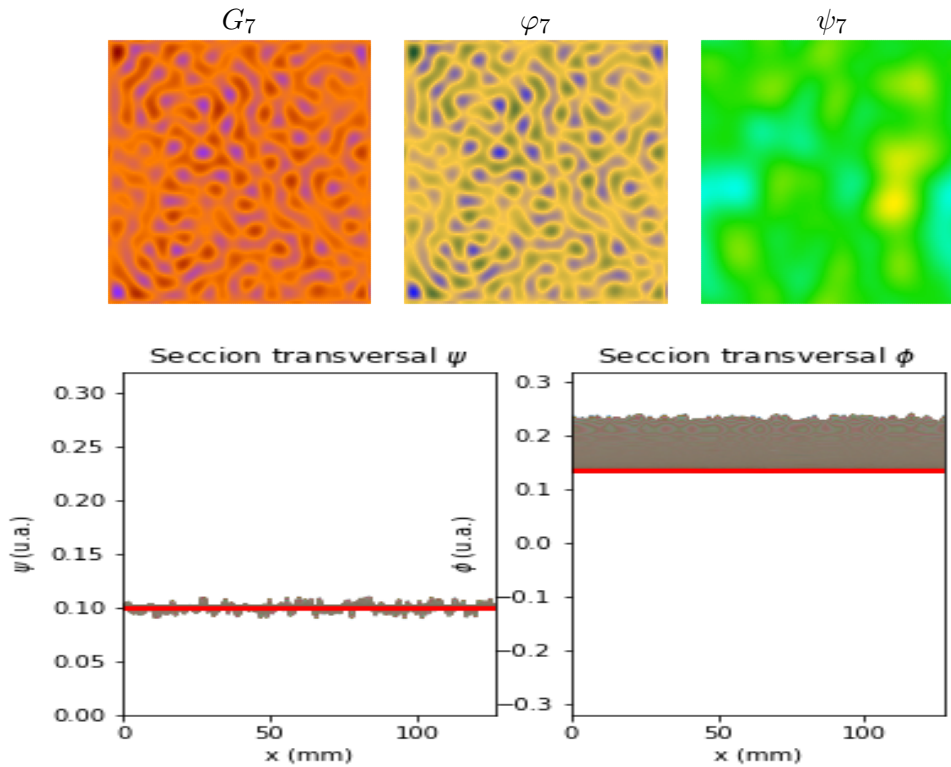 G₇ φ₇ ψ₇
Seccion transversal ψ
0.30
0.25
0.20
0.15
0.10
0.05
0.00
ψ (u.a.)
0 50 100
x (mm)
Seccion transversal ϕ
0.3
0.2
0.1
0.0
−0.1
−0.2
−0.3
ϕ (u.a.)
0 50 100
x (mm)